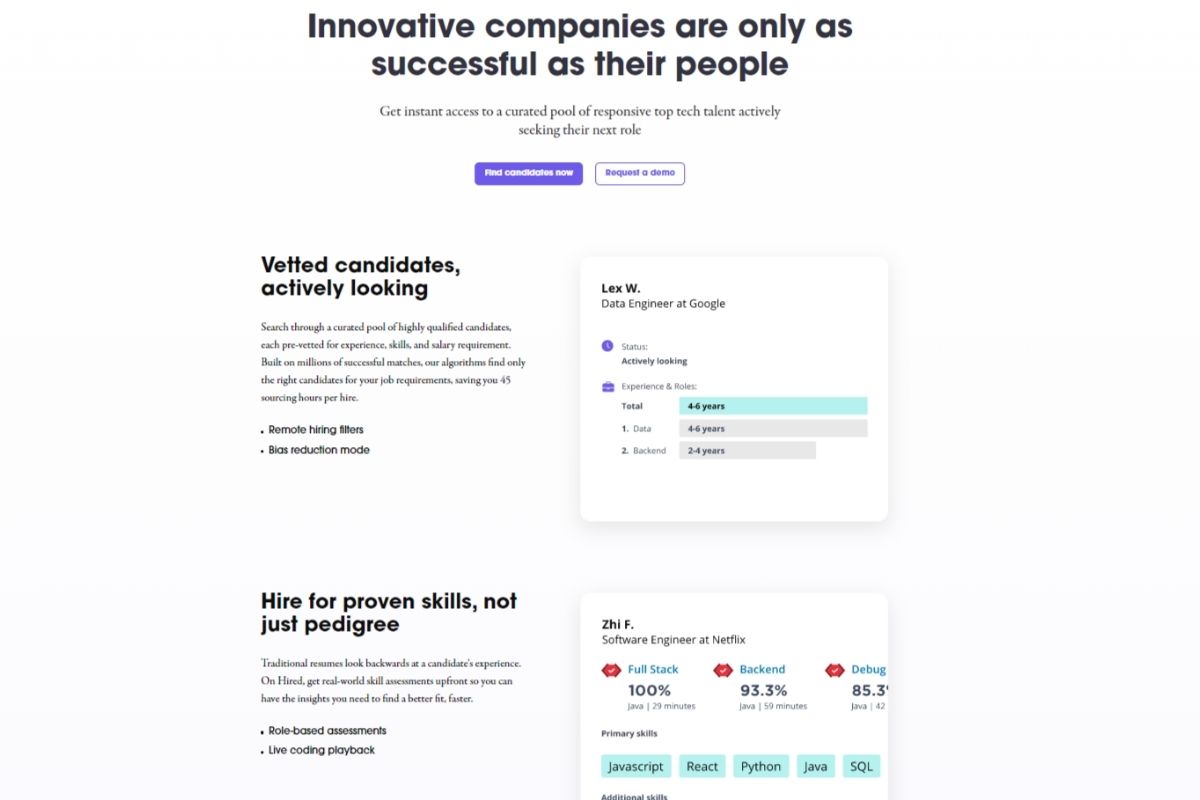 Innovative companies are only as
successful as their people
Get instant access to a curated pool of responsive top tech talent actively
seeking their next role
Find candidates now
Request a demo
Vetted candidates,
actively looking
Search through a curated pool of highly qualified candidates,
each pre-vetted for experience, skills, and salary requirement.
Built on millions of successful matches, our algorithms find only
the right candidates for your job requirements, saving you 45
sourcing hours per hire.
• Remote hiring filters
• Bias reduction mode
Lex W.
Data Engineer at Google
Status:
Actively looking
Experience & Roles:
Total 4-6 years
1. Data 4-6 years
2. Backend 2-4 years
Hire for proven skills, not
just pedigree
Traditional resumes look backwards at a candidate's experience.
On Hired, get real-world skill assessments upfront so you can
have the insights you need to find a better fit, faster.
• Role-based assessments
• Live coding playback
Zhi F.
Software Engineer at Netflix
Full Stack Backend Debug
100% 93.3% 85.3
Java | 29 minutes Java | 59 minutes Java | 42
Primary skills
Javascript React Python Java SQL
Additional skills